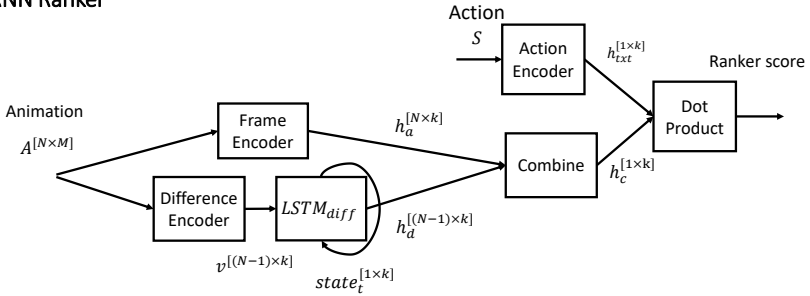 Ranker
Action
S
Action
Encoder
h_{txt}^{[1×k]}
Ranker score
Animation
A^{[N×M]}
Frame
Encoder
h_a^{[N×k]}
Dot
Product
Combine
h_c^{[1×k]}
Difference
Encoder
LSTM_{diff}
h_d^{[(N−1)×k]}
v^{[(N−1)×k]}
state_t^{[1×k]}